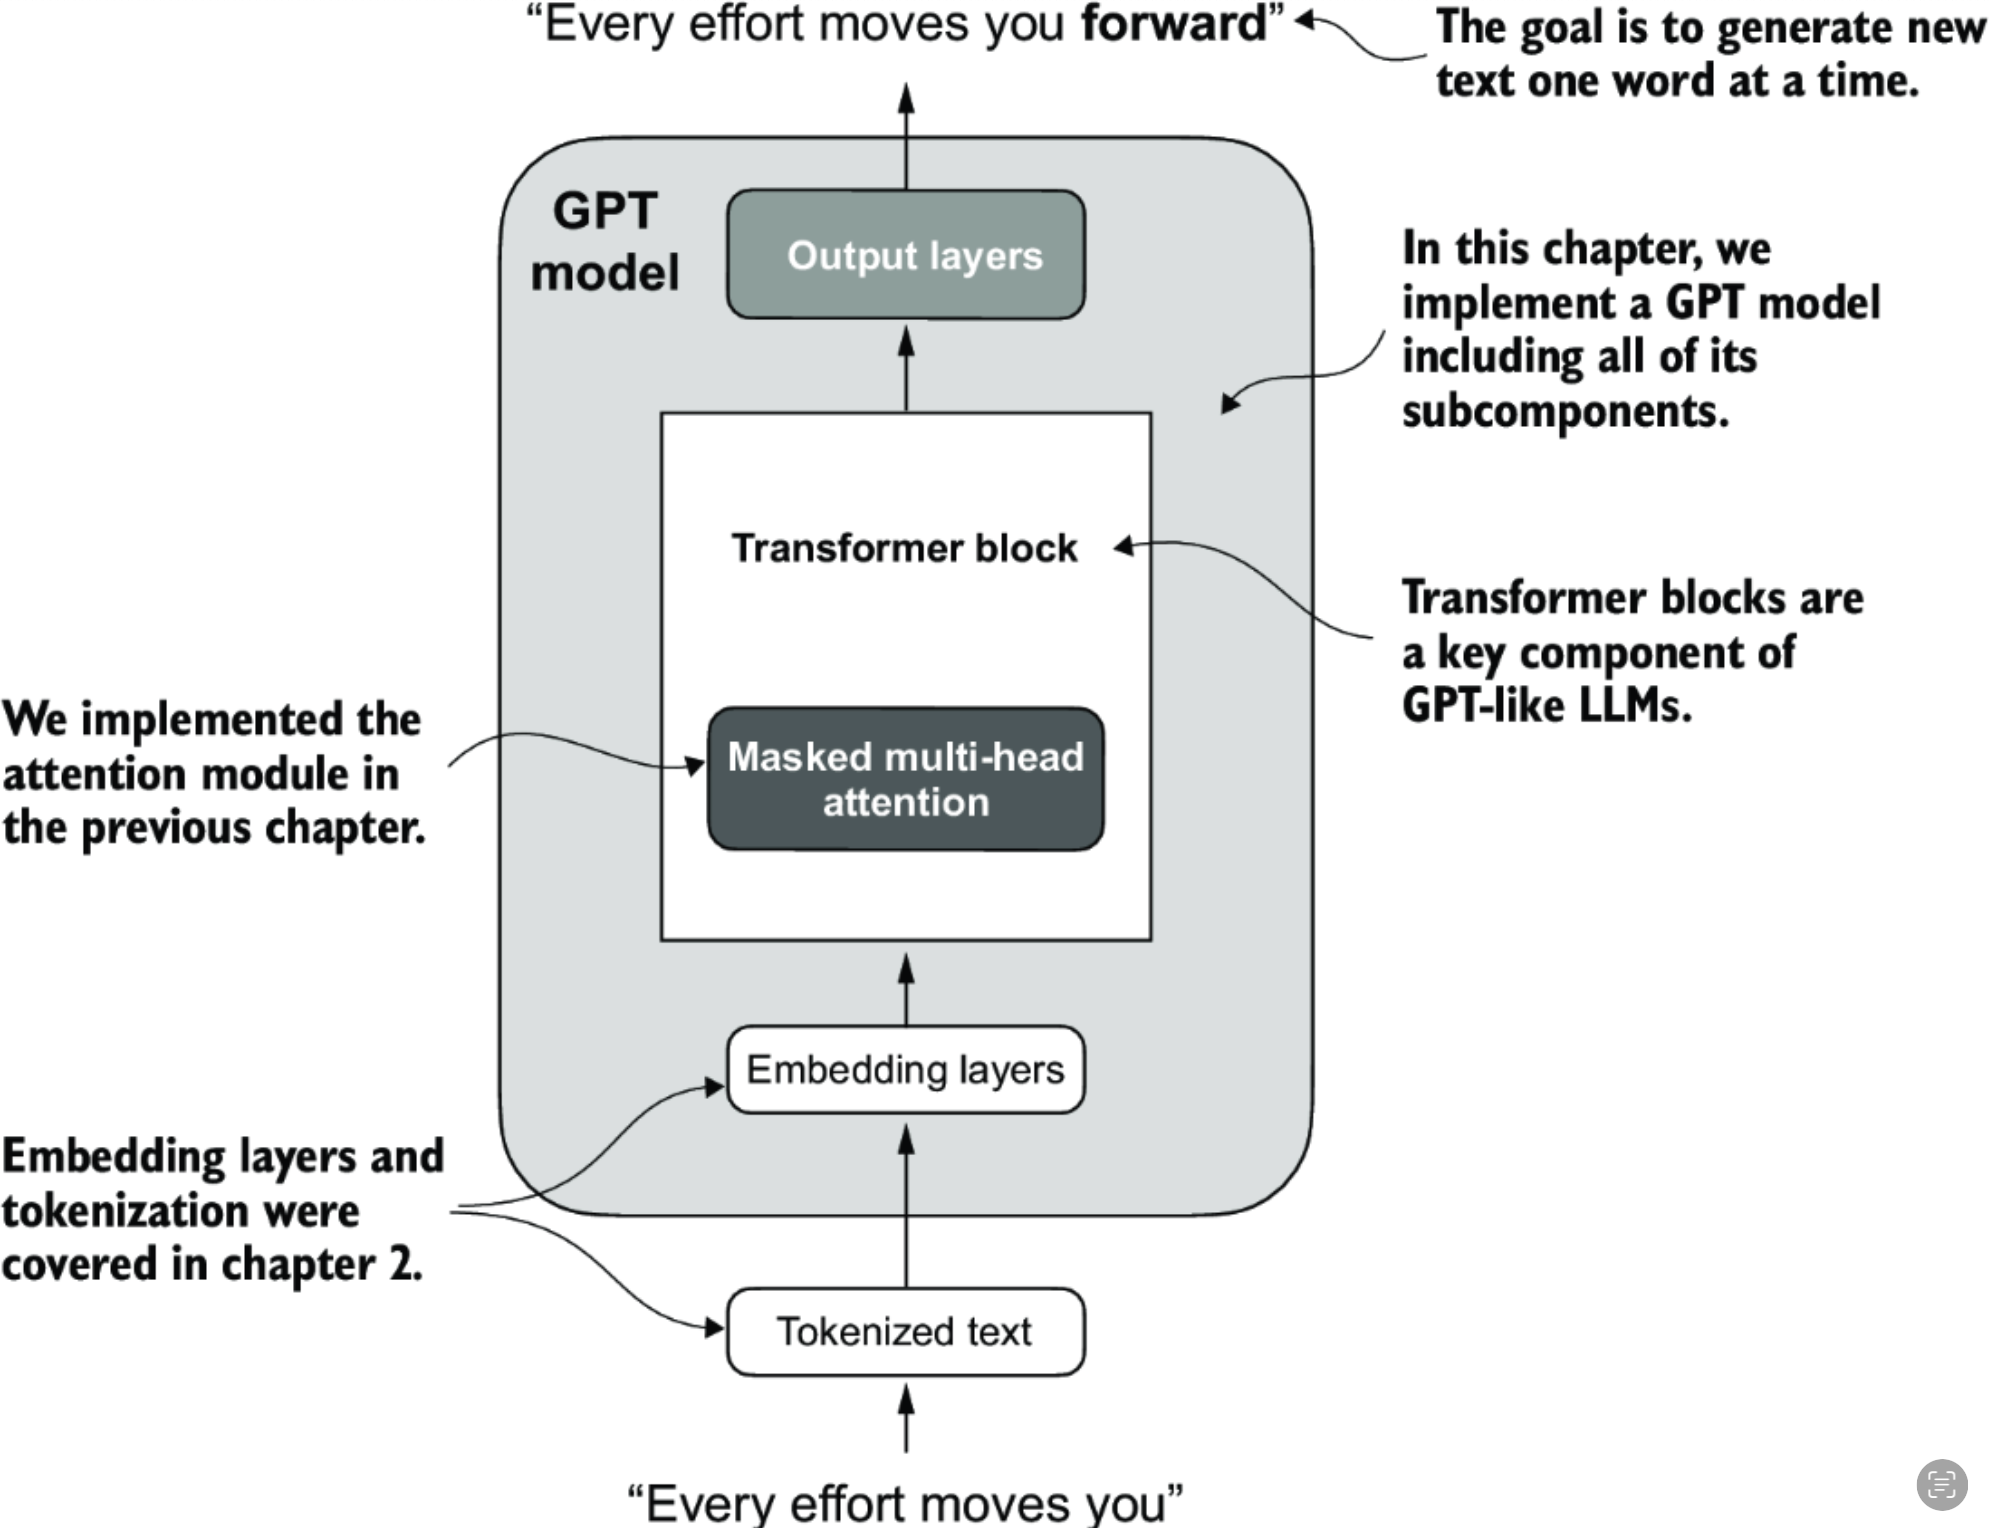 “Every effort moves you forward”
The goal is to generate new
text one word at a time.
GPT
model
Output layers
In this chapter, we
implement a GPT model
including all of its
subcomponents.
Transformer block
Transformer blocks are
a key component of
GPT-like LLMs.
We implemented the
attention module in
the previous chapter.
Masked multi-head
attention
Embedding layers
Embedding layers and
tokenization were
covered in chapter 2.
Tokenized text
“Every effort moves you”